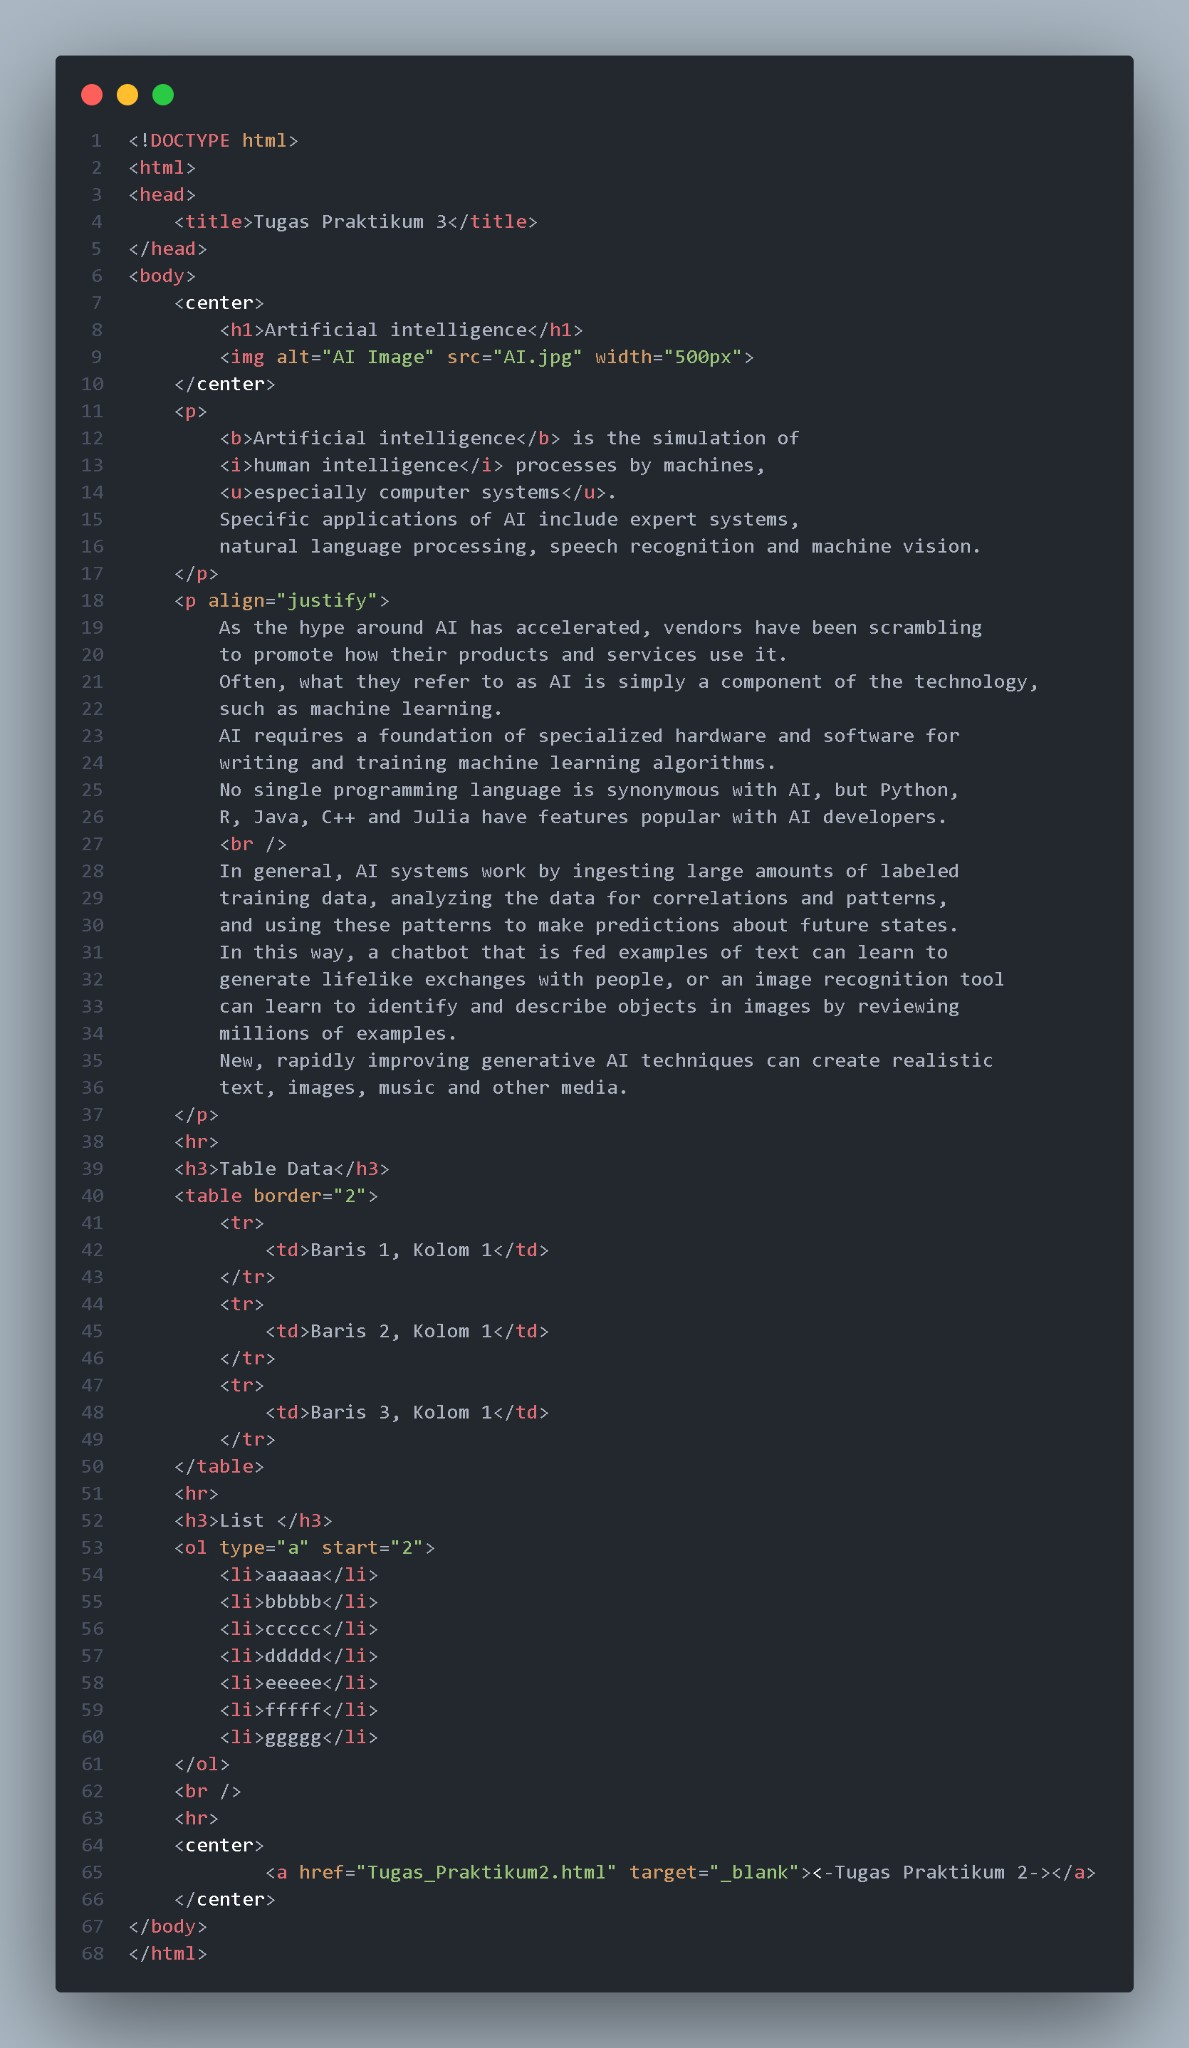 1 <!DOCTYPE html>
2 <html>
3 <head>
4     <title>Tugas Praktikum 3</title>
5 </head>
6 <body>
7     <center>
8         <h1>Artificial intelligence</h1>
9         <img alt="AI Image" src="AI.jpg" width="500px">
10     </center>
11     <p>
12         <b>Artificial intelligence</b> is the simulation of
13         <i>human intelligence</i> processes by machines,
14         <u>especially computer systems</u>.
15         Specific applications of AI include expert systems,
16         natural language processing, speech recognition and machine vision.
17     </p>
18     <p align="justify">
19         As the hype around AI has accelerated, vendors have been scrambling
20         to promote how their products and services use it.
21         Often, what they refer to as AI is simply a component of the technology,
22         such as machine learning.
23         AI requires a foundation of specialized hardware and software for
24         writing and training machine learning algorithms.
25         No single programming language is synonymous with AI, but Python,
26         R, Java, C++ and Julia have features popular with AI developers.
27         <br />
28         In general, AI systems work by ingesting large amounts of labeled
29         training data, analyzing the data for correlations and patterns,
30         and using these patterns to make predictions about future states.
31         In this way, a chatbot that is fed examples of text can learn to
32         generate lifelike exchanges with people, or an image recognition tool
33         can learn to identify and describe objects in images by reviewing
34         millions of examples.
35         New, rapidly improving generative AI techniques can create realistic
36         text, images, music and other media.
37     </p>
38     <hr>
39     <h3>Table Data</h3>
40     <table border="2">
41         <tr>
42             <td>Baris 1, Kolom 1</td>
43         </tr>
44         <tr>
45             <td>Baris 2, Kolom 1</td>
46         </tr>
47         <tr>
48             <td>Baris 3, Kolom 1</td>
49         </tr>
50     </table>
51     <hr>
52     <h3>List </h3>
53     <ol type="a" start="2">
54         <li>aaaaa</li>
55         <li>bbbbb</li>
56         <li>ccccc</li>
57         <li>ddddd</li>
58         <li>eeeee</li>
59         <li>fffff</li>
60         <li>ggggg</li>
61     </ol>
62     <br />
63     <hr>
64     <center>
65             <a href="Tugas_Praktikum2.html" target="_blank"><-Tugas Praktikum 2-></a>
66     </center>
67 </body>
68 </html>